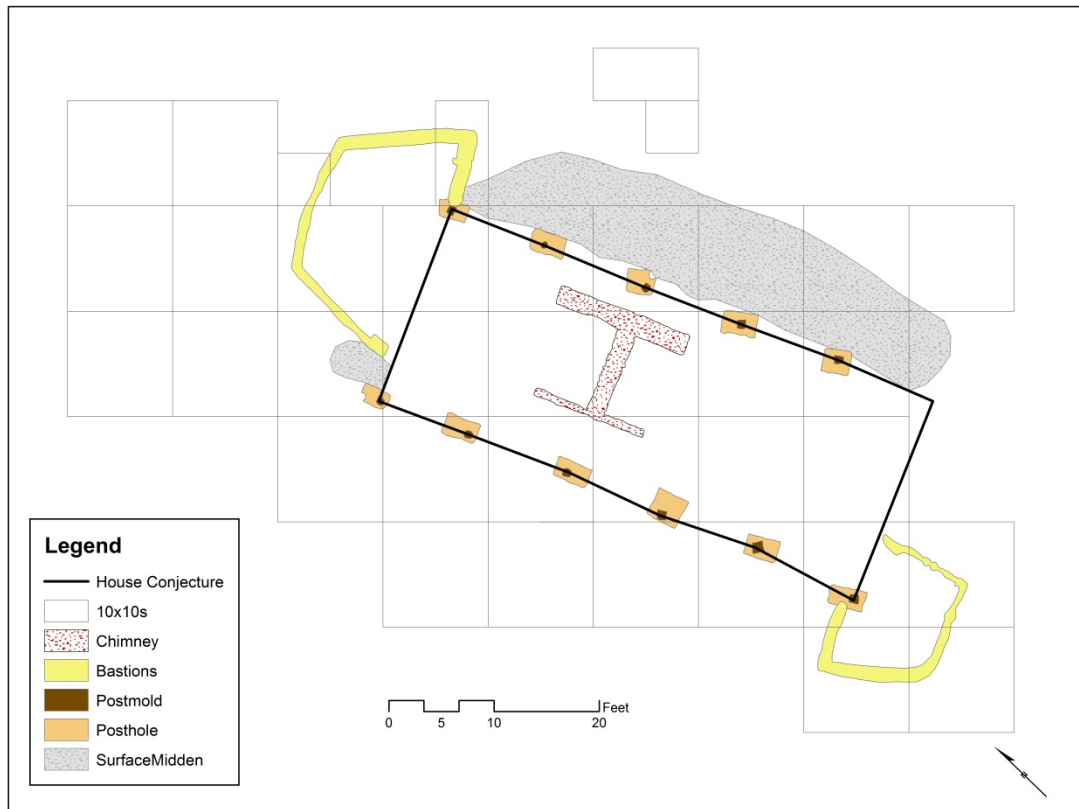 Legend
House Conjecture
10x10s
Chimney
Bastions
Postmold
Posthole
SurfaceMidden
Feet
0 5 10 20